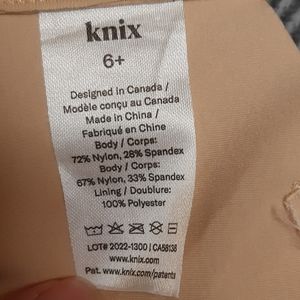 knix
6+
Designed in Canada /
Modèle conçu au Canada
Made in China /
Fabriqué en Chine
Body / Corps:
72% Nylon, 28% Spandex
Body / Corps:
67% Nylon, 33% Spandex
Lining / Doublure:
100% Polyester
LOT# 2022-1300 | CA56138
www.knix.com
Pat. www.knix.com/patents